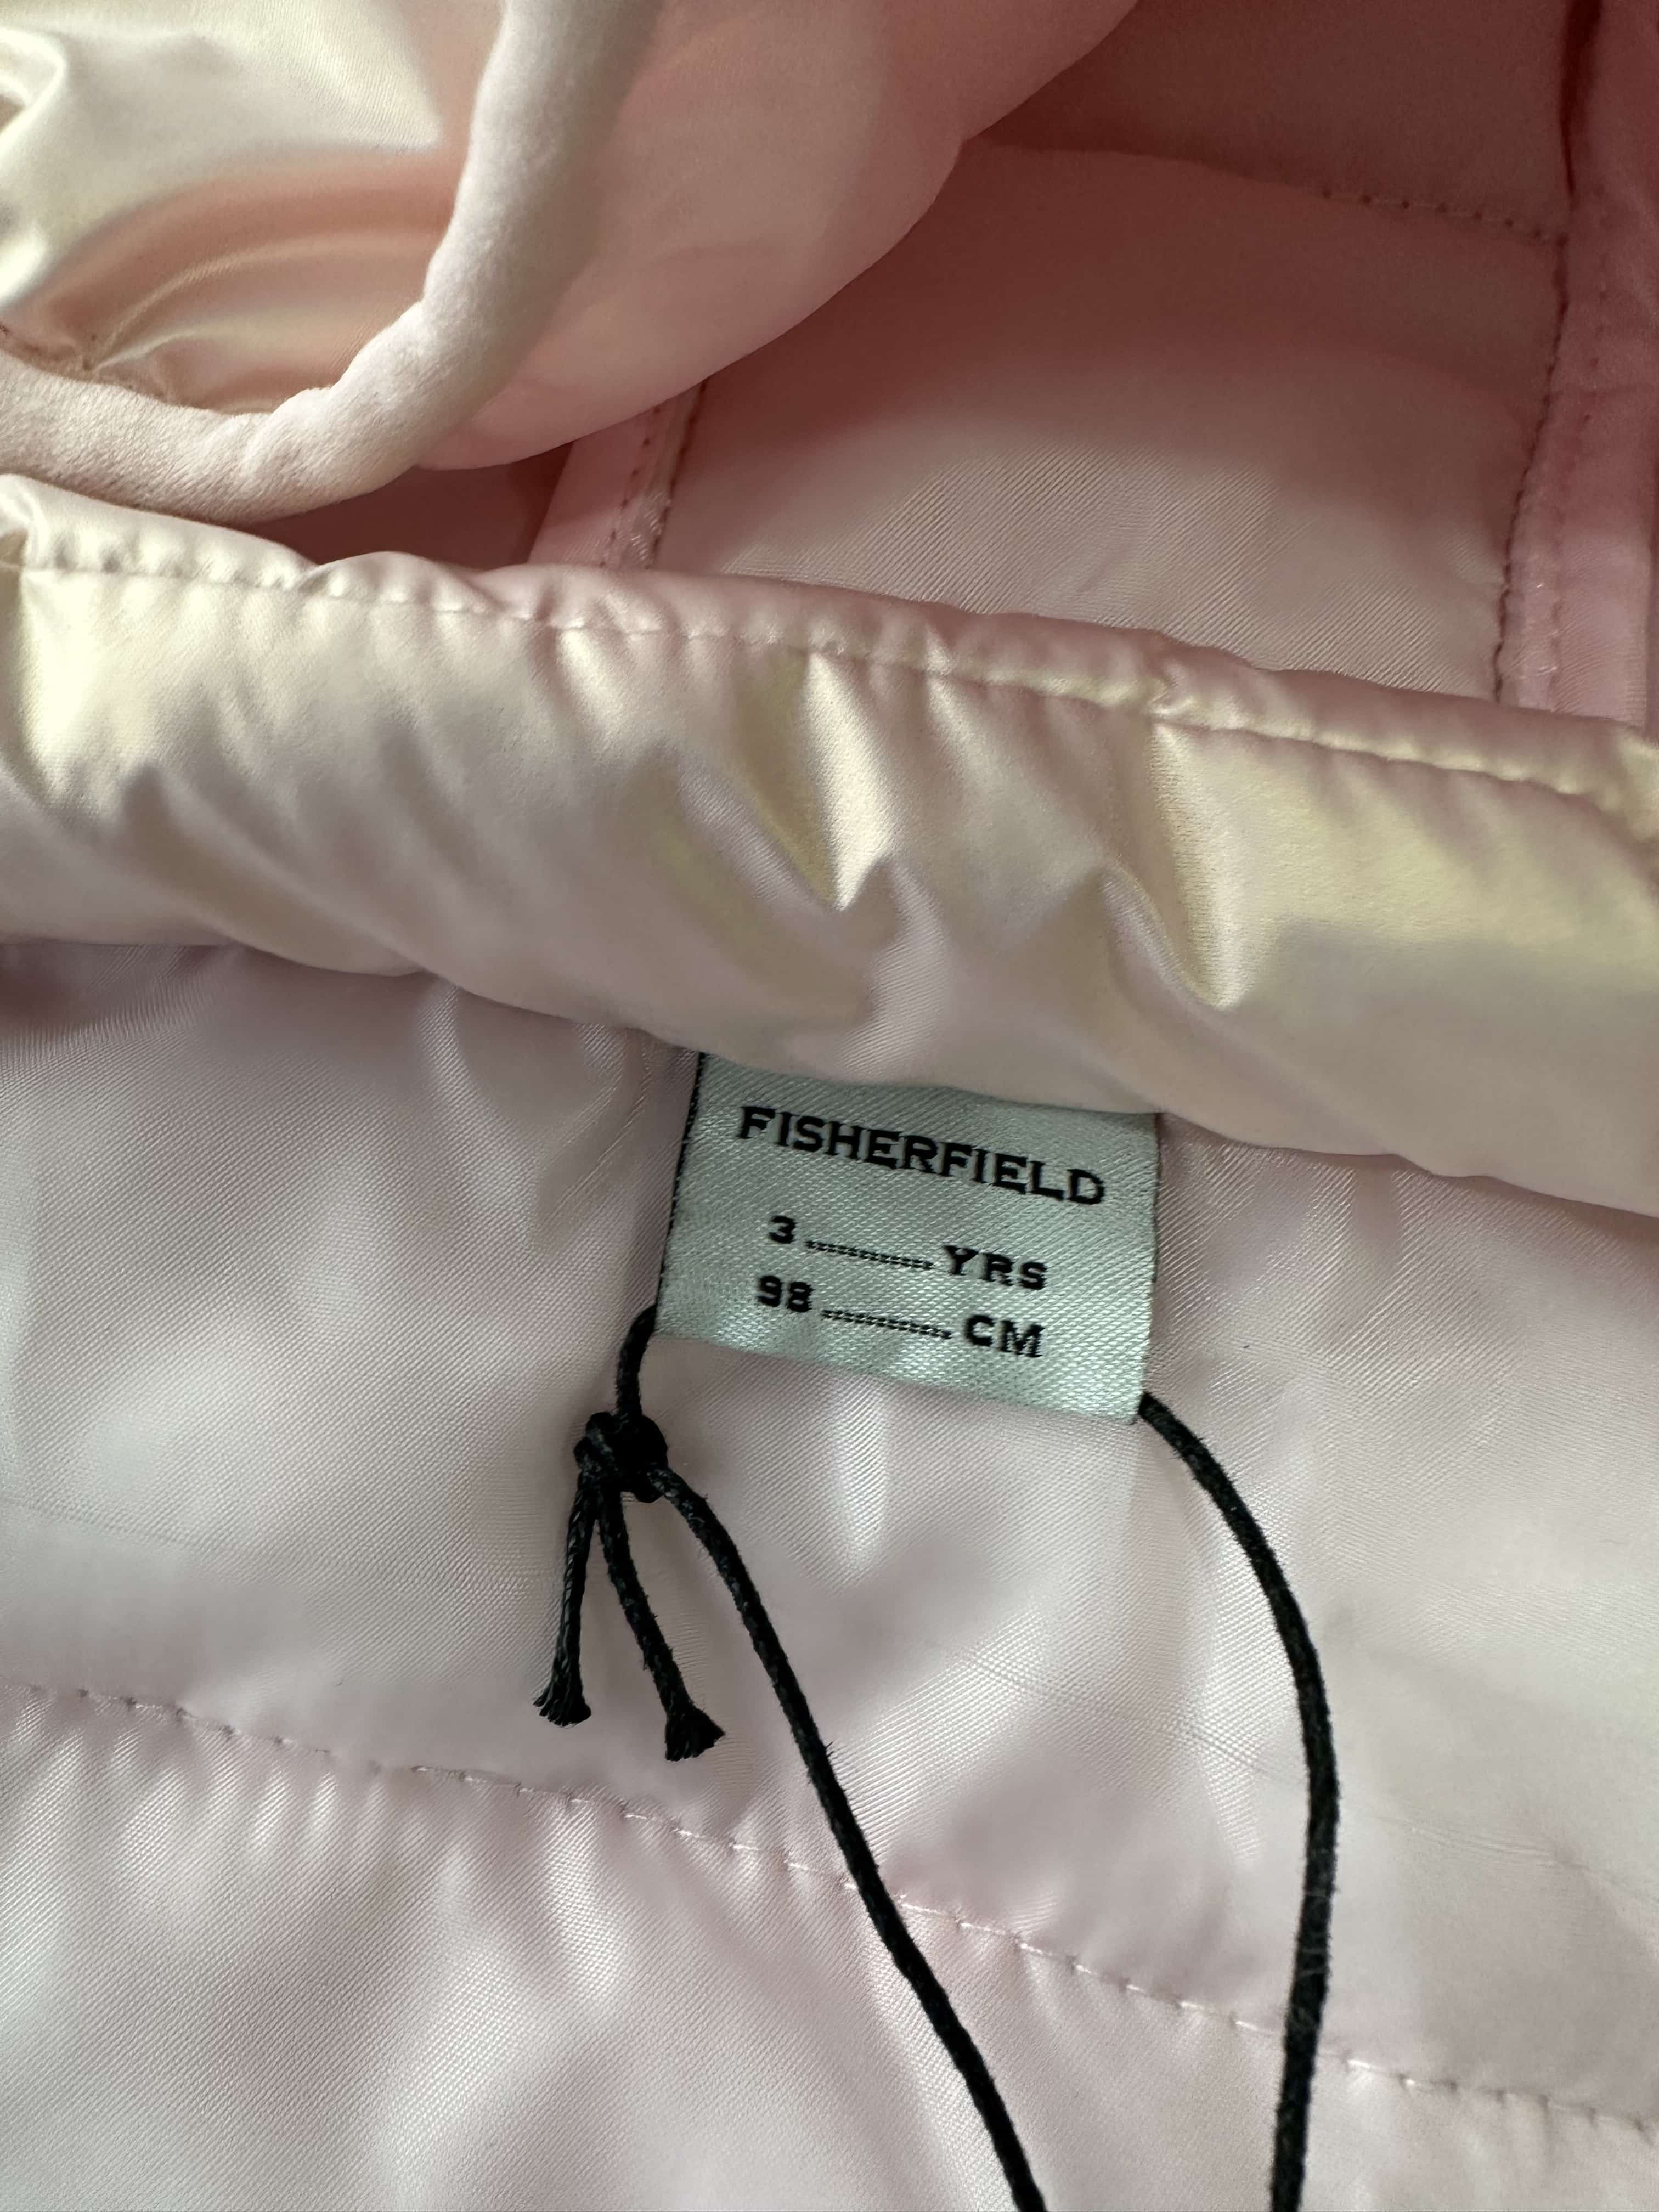 FISHERFIELD
3 ........... YRS
98 ........... CM